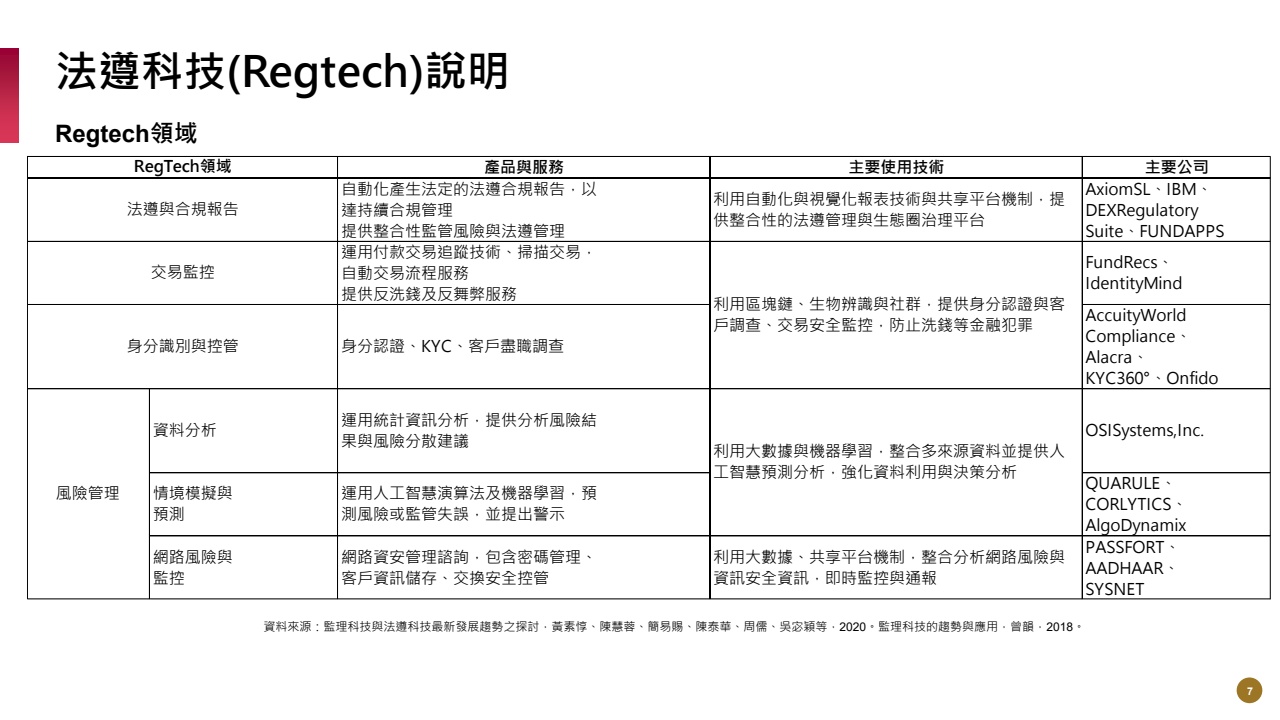 法遵科技(Regtech)說明
Regtech領域
RegTech領域
產品與服務
主要使用技術
主要公司
法遵與合規報告
自動化產生法定的法遵合規報告，以
達持續合規管理
提供整合性監管風險與法遵管理
利用自動化與視覺化報表技術與共享平台機制，提
供整合性的法遵管理與生態圈治理平台
AxiomSL、IBM、
DEXRegulatory
Suite、FUNDAPPS
交易監控
運用付款交易追蹤技術、掃描交易，
自動交易流程服務
提供反洗錢及反舞弊服務
利用區塊鏈、生物辨識與社群，提供身分認證與客
戶調查、交易安全監控，防止洗錢等金融犯罪
FundRecs、
IdentityMind
身分識別與控管
身分認證、KYC、客戶盡職調查
AccuityWorld
Compliance、
Alacra、
KYC360°、Onfido
風險管理
資料分析
運用統計資訊分析，提供分析風險結
果與風險分散建議
利用大數據與機器學習，整合多來源資料並提供人
工智慧預測分析，強化資料利用與決策分析
OSISystems,Inc.
情境模擬與
預測
運用人工智慧演算法及機器學習，預
測風險或監管失誤，並提出警示
QUARULE、
CORLYTICS、
AlgoDynamix
網路風險與
監控
網路資安管理諮詢，包含密碼管理、
客戶資訊儲存、交換安全控管
利用大數據、共享平台機制，整合分析網路風險與
資訊安全資訊，即時監控與通報
PASSFORT、
AADHAAR、
SYSNET
資料來源：監理科技與法遵科技最新發展趨勢之探討，黃素惇、陳慧蓉、簡易賜、陳泰華、周儒、吳宓穎等，2020。監理科技的趨勢與應用，曾韻，2018。
7